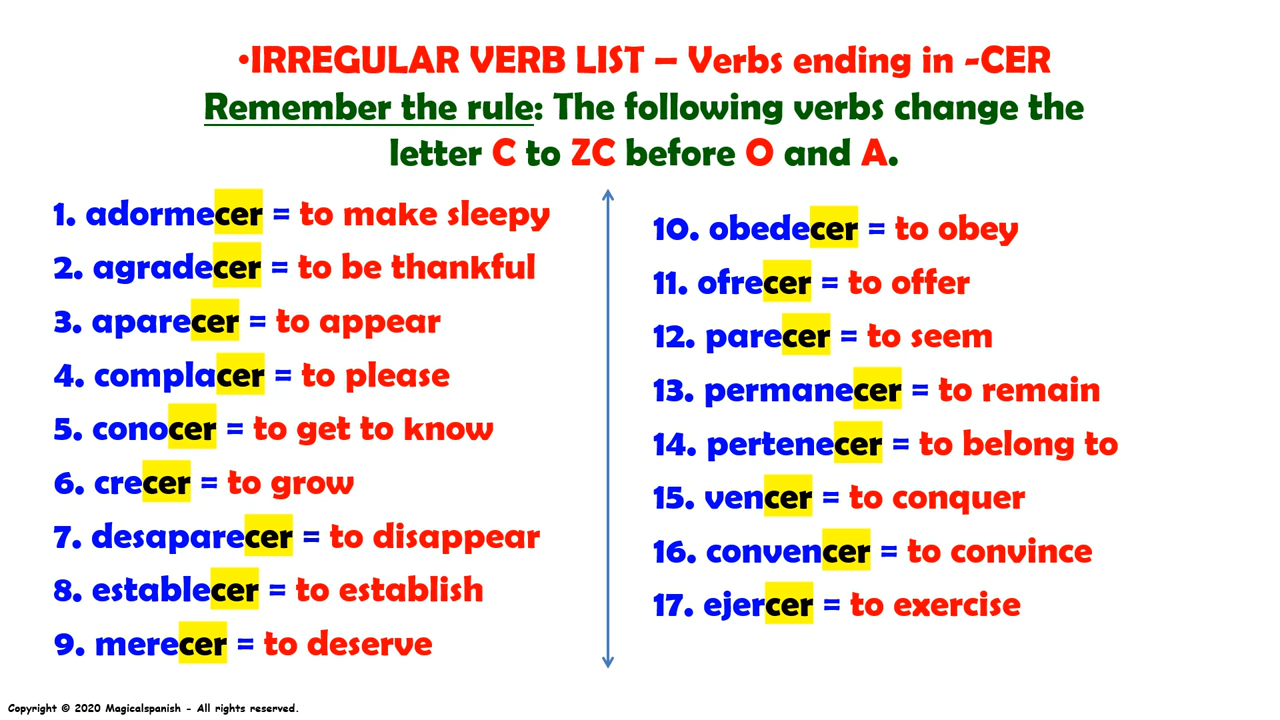 •IRREGULAR VERB LIST – Verbs ending in -CER
Remember the rule: The following verbs change the
letter C to ZC before O and A.
1. adormecer = to make sleepy
2. agradecer = to be thankful
3. aparecer = to appear
4. complacer = to please
5. conocer = to get to know
6. crecer = to grow
7. desaparecer = to disappear
8. establecer = to establish
9. merecer = to deserve
10. obedecer = to obey
11. ofrecer = to offer
12. parecer = to seem
13. permanecer = to remain
14. pertenecer = to belong to
15. vencer = to conquer
16. convencer = to convince
17. ejercer = to exercise
Copyright © 2020 Magicalspanish - All rights reserved.